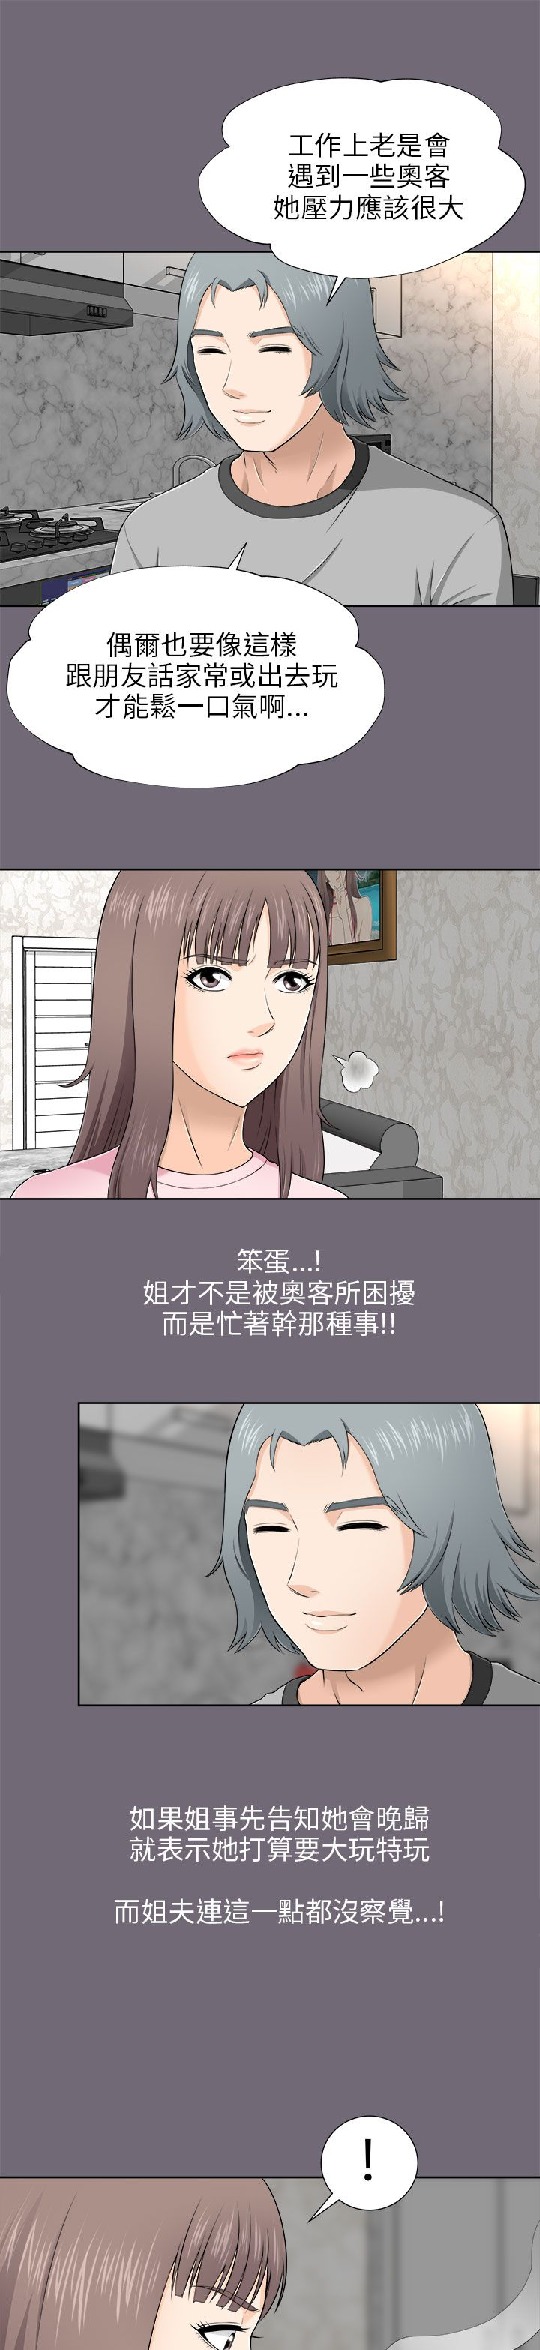 工作上老是會
遇到一些奧客
她壓力應該很大
偶爾也要像這樣
跟朋友話家常或出去玩
才能鬆一口氣啊...
笨蛋...!
姐才不是被奧客所困擾
而是忙著幹那種事!!
如果姐事先告知她會晚歸
就表示她打算要大玩特玩
而姐夫連這一點都沒察覺...!
!